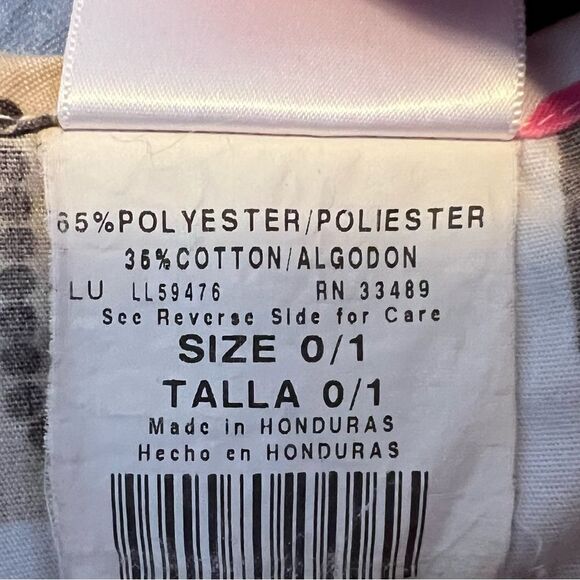 65%POLYESTER/POLIESTER
35%COTTON/ALGODON
LU LL59476 RN 33489
See Reverse Side for Care
SIZE 0/1
TALLA 0/1
Made in HONDURAS
Hecho en HONDURAS